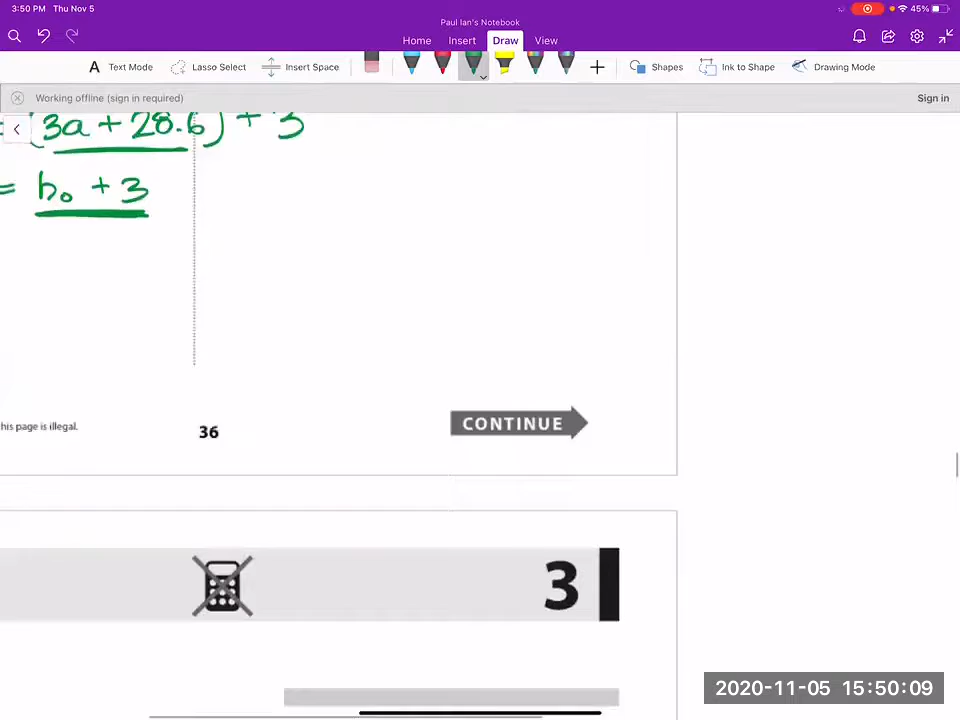 3:50 PM Thu Nov 5
45%
Paul Ian's Notebook
Home Insert Draw View
A Text Mode Lasso Select Insert Space Shapes Ink to Shape Drawing Mode
Working offline (sign in required) Sign in
= (3a + 28.6) + 3
= h₀ + 3
his page is illegal.
36
CONTINUE
3
2020-11-05 15:50:09